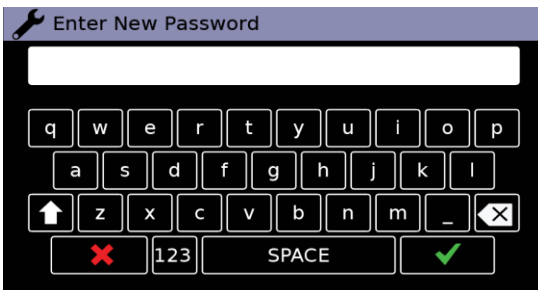 Enter New Password
q w e r t y u i o p
a s d f g h j k l
z x c v b n m _
123 SPACE